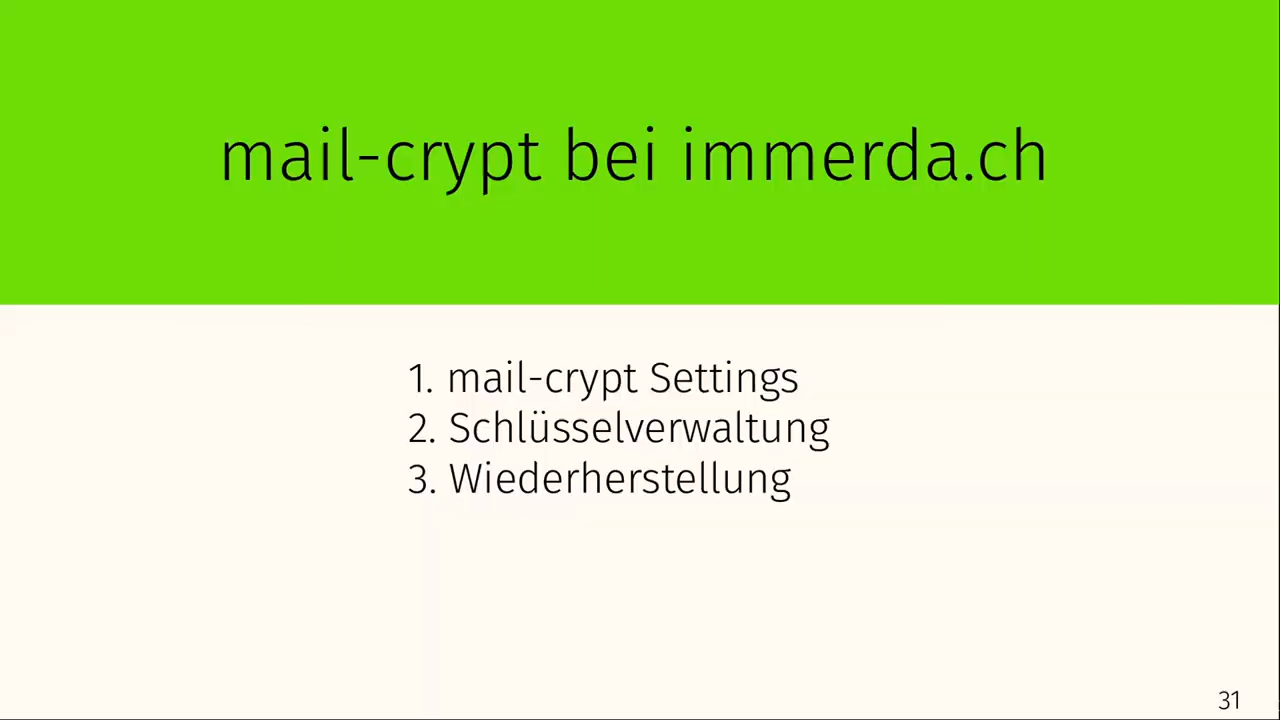 mail-crypt bei immerda.ch
1. mail-crypt Settings
2. Schlüsselverwaltung
3. Wiederherstellung
31